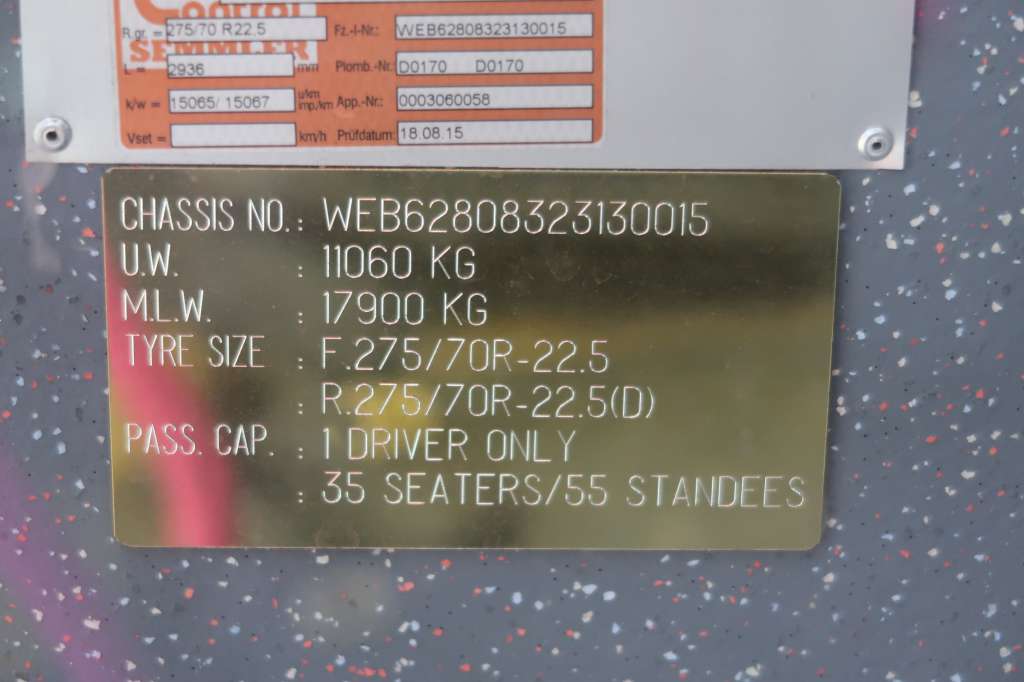 Control
R.gr. = 275/70 R22.5 Fz.-I-Nr.: WEB62808323130015
SEMMLER
L = 2936 mm Plomb.-Nr. D0170 D0170
k/w = 15065/ 15067 u/km imp./km App.-Nr.: 0003060058
Vset = km/h Prüfdatum: 18.08.15
CHASSIS NO. : WEB62808323130015
U.W. : 11060 KG
M.L.W. : 17900 KG
TYRE SIZE : F.275/70R-22.5
: R.275/70R-22.5(D)
PASS. CAP. : 1 DRIVER ONLY
: 35 SEATERS/55 STANDEES